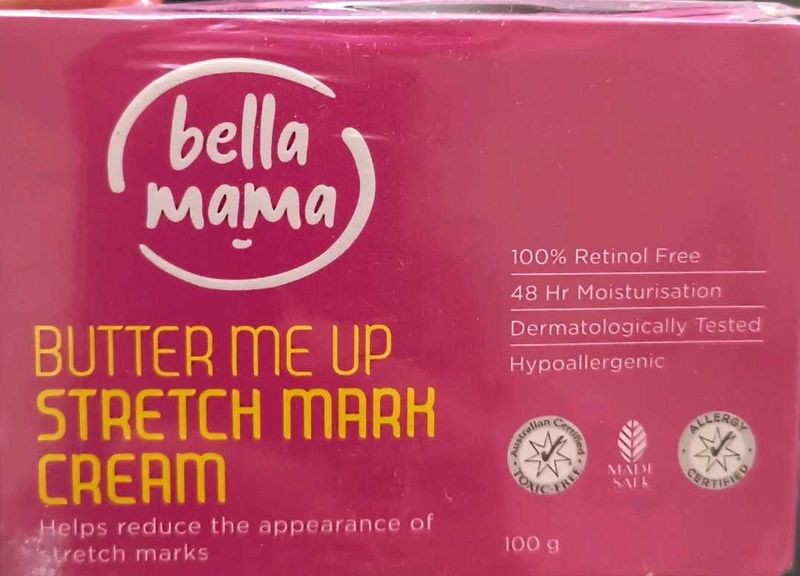 bella
mama
BUTTER ME UP
STRETCH MARK
CREAM
Helps reduce the appearance of
stretch marks
100% Retinol Free
48 Hr Moisturisation
Dermatologically Tested
Hypoallergenic
Australian Certified
TOXIC-FREE
MADE
SAFE
ALLERGY
CERTIFIED
100 g